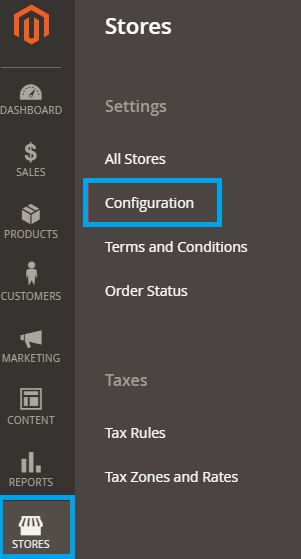 DASHBOARD
SALES
PRODUCTS
CUSTOMERS
MARKETING
CONTENT
REPORTS
STORES
Stores
Settings
All Stores
Configuration
Terms and Conditions
Order Status
Taxes
Tax Rules
Tax Zones and Rates